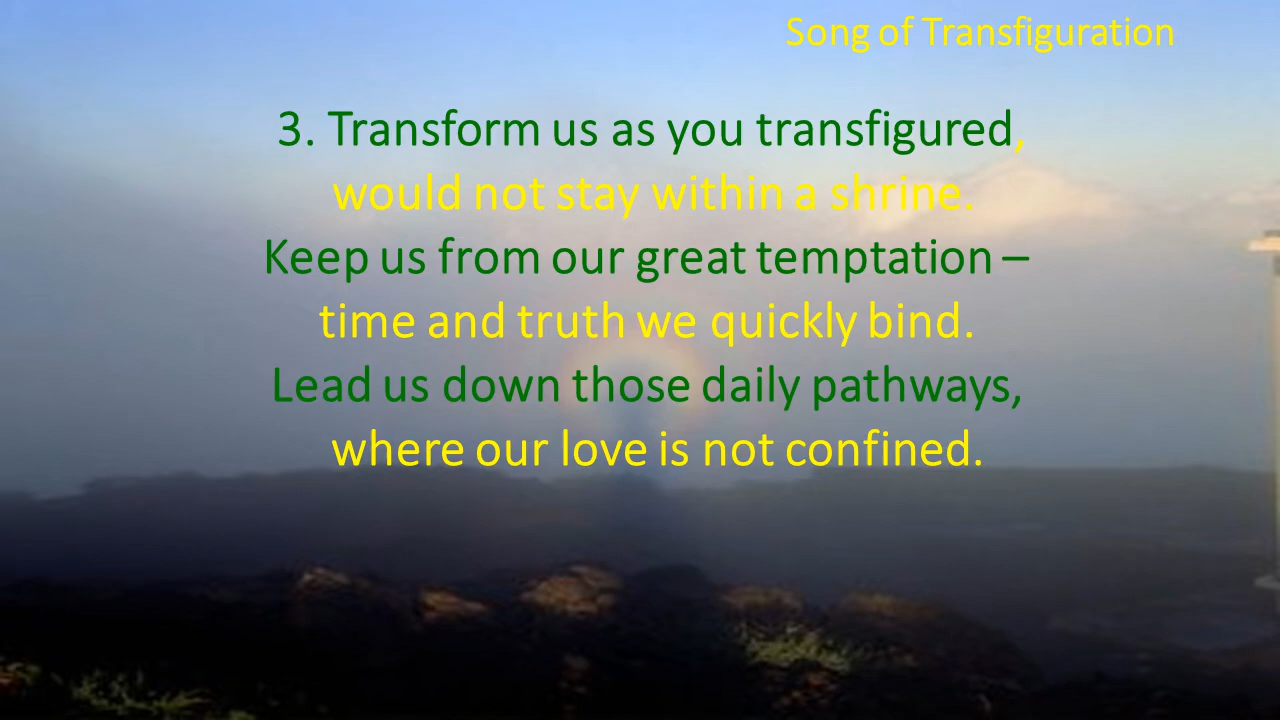 Song of Transfiguration
3. Transform us as you transfigured,
would not stay within a shrine.
Keep us from our great temptation –
time and truth we quickly bind.
Lead us down those daily pathways,
where our love is not confined.